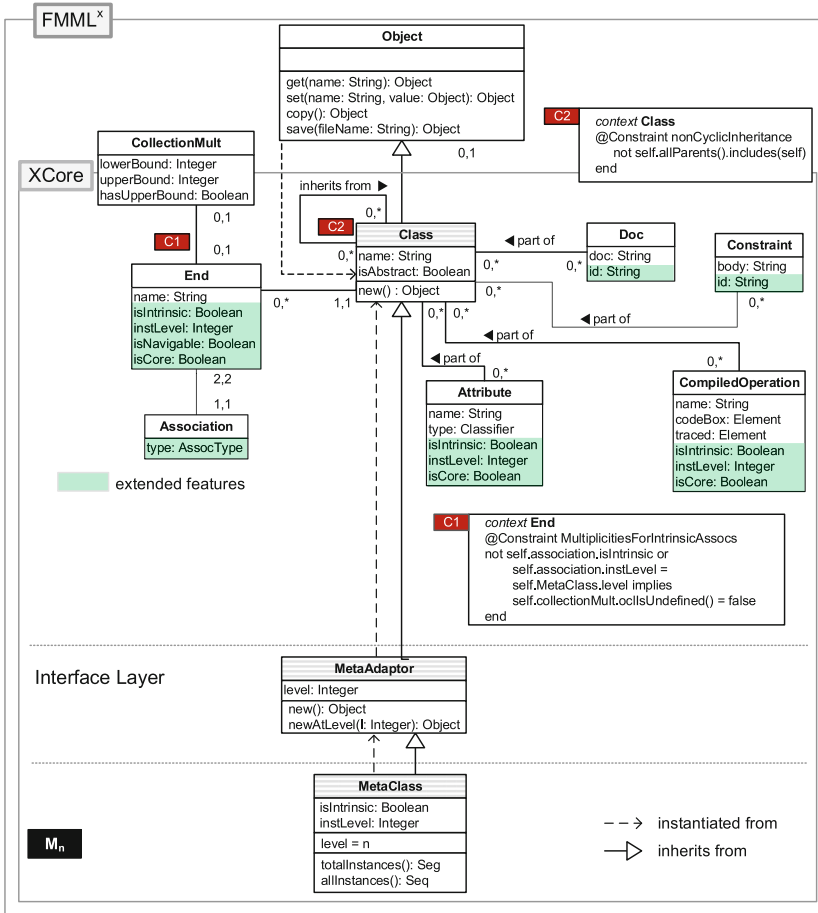 FMMLx
Object
get(name: String): Object
set(name: String, value: Object): Object
copy(): Object
save(fileName: String): Object
0,1
C2
context Class
@Constraint nonCyclicInheritance
not self.allParents().includes(self)
end
XCore
CollectionMult
lowerBound: Integer
upperBound: Integer
hasUpperBound: Boolean
0,1
C1
0,1
inherits from ▶
0,*
C2
0,*
Class
name: String
isAbstract: Boolean
new() : Object
◀ part of
0,*
0,*
Doc
doc: String
id: String
Constraint
body: String
id: String
0,*
0,*
◀ part of
End
name: String
isIntrinsic: Boolean
instLevel: Integer
isNavigable: Boolean
isCore: Boolean
0,*
1,1
2,2
1,1
Association
type: AssocType
extended features
0,*
0,*
◀ part of
◀ part of
0,*
0,*
Attribute
name: String
type: Classifier
isIntrinsic: Boolean
instLevel: Integer
isCore: Boolean
CompiledOperation
name: String
codeBox: Element
traced: Element
isIntrinsic: Boolean
instLevel: Integer
isCore: Boolean
C1
context End
@Constraint MultiplicitiesForIntrinsicAssocs
not self.association.isIntrinsic or
self.association.instLevel =
self.MetaClass.level implies
self.collectionMult.oclIsUndefined() = false
end
Interface Layer
MetaAdaptor
level: Integer
new(): Object
newAtLevel(l: Integer): Object
MetaClass
isIntrinsic: Boolean
instLevel: Integer
level = n
totalInstances(): Seg
allInstances(): Seq
Mn
instantiated from
inherits from